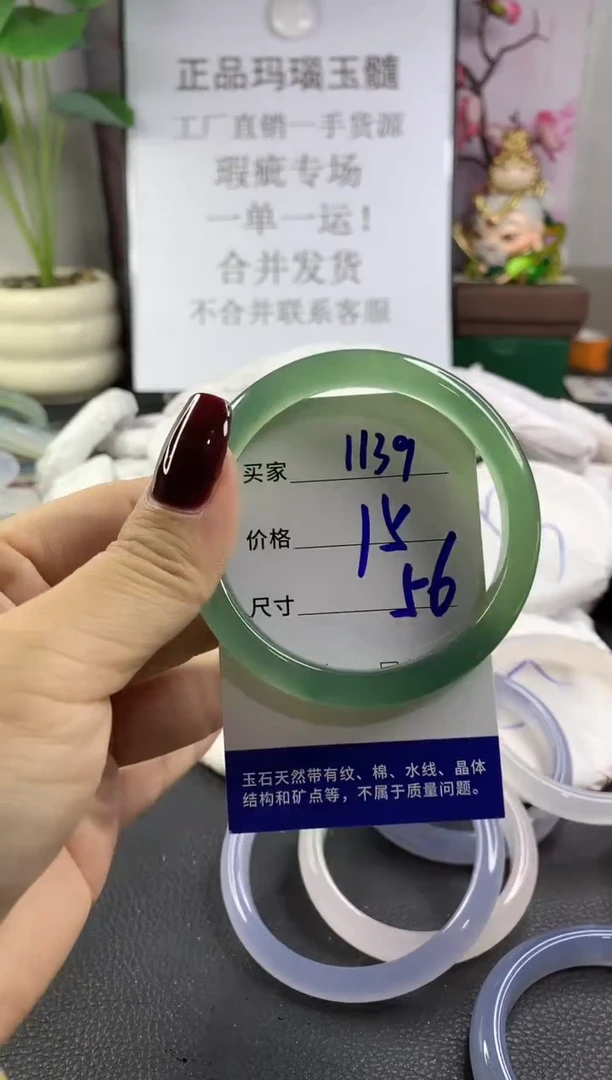 正品玛瑙玉髓
工厂直销一手货源
瑕疵专场
一单一运！
合并发货
不合并联系客服
买家 1139
价格 15
尺寸 56
玉石天然带有纹、棉、水线、晶体
结构和矿点等，不属于质量问题。